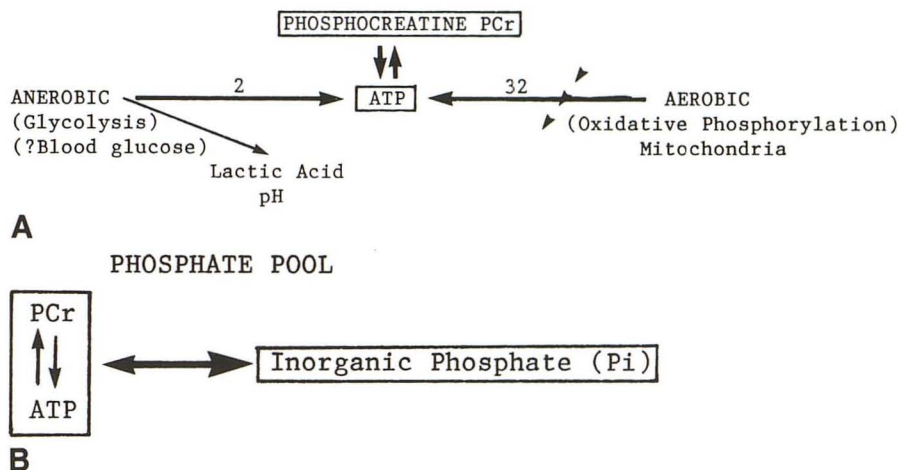 PHOSPHOCREATINE PCr
2
32
ATP
ANEROBIC
(Glycolysis)
(?Blood glucose)
AEROBIC
(Oxidative Phosphorylation)
Mitochondria
Lactic Acid
pH
A
PHOSPHATE POOL
PCr
ATP
Inorganic Phosphate (Pi)
B